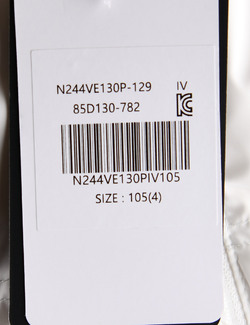 N244VE130P-129 IV
85D130-782
N244VE130PIV105
SIZE : 105(4)